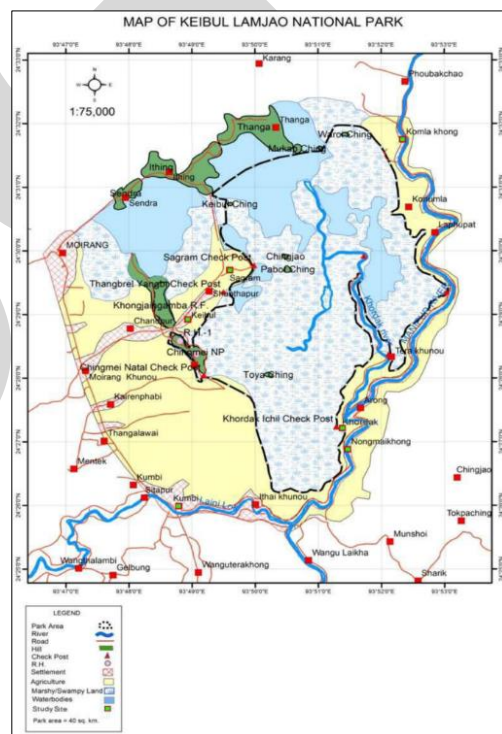 MAP OF KEIBUL LAMJAO NATIONAL PARK
93°47'0"E 93°48'0"E 93°49'0"E 93°50'0"E 93°51'0"E 93°52'0"E 93°53'0"E
1:75,000
Karang
Phoubakchao
Thanga
Thanga
Komla khong
Ithing
Sendra
Sendra
Keibul Ching
Laphupat
MOIRANG
Sagram Check Post
Chingjao
Sagram
Pabot Ching
Thangbrel Yangbi Check Post
Khongjaingamba R.F.
Keibul
R.H.-1
Chingmei NP
Chingmei Natal Check Post
Moirang Khunou
Toya Ching
Kairenphabi
Arong
Khordak Ichil Check Post
Khordak
Thangalawai
Nongmaikhong
Mentek
Kumbi
Chingjao
Sitapur
Kumbi
Ithai khunou
Tokpaching
Munshoi
Wangu Laikha
Gelbung
Wanguterakhong
Sharik
LEGEND
Park Area
River
Road
Hill
Check Post
R.H.
Settlement
Agriculture
Marshy/Swampy Land
Waterbodies
Study Site
Park area = 40 sq. km.